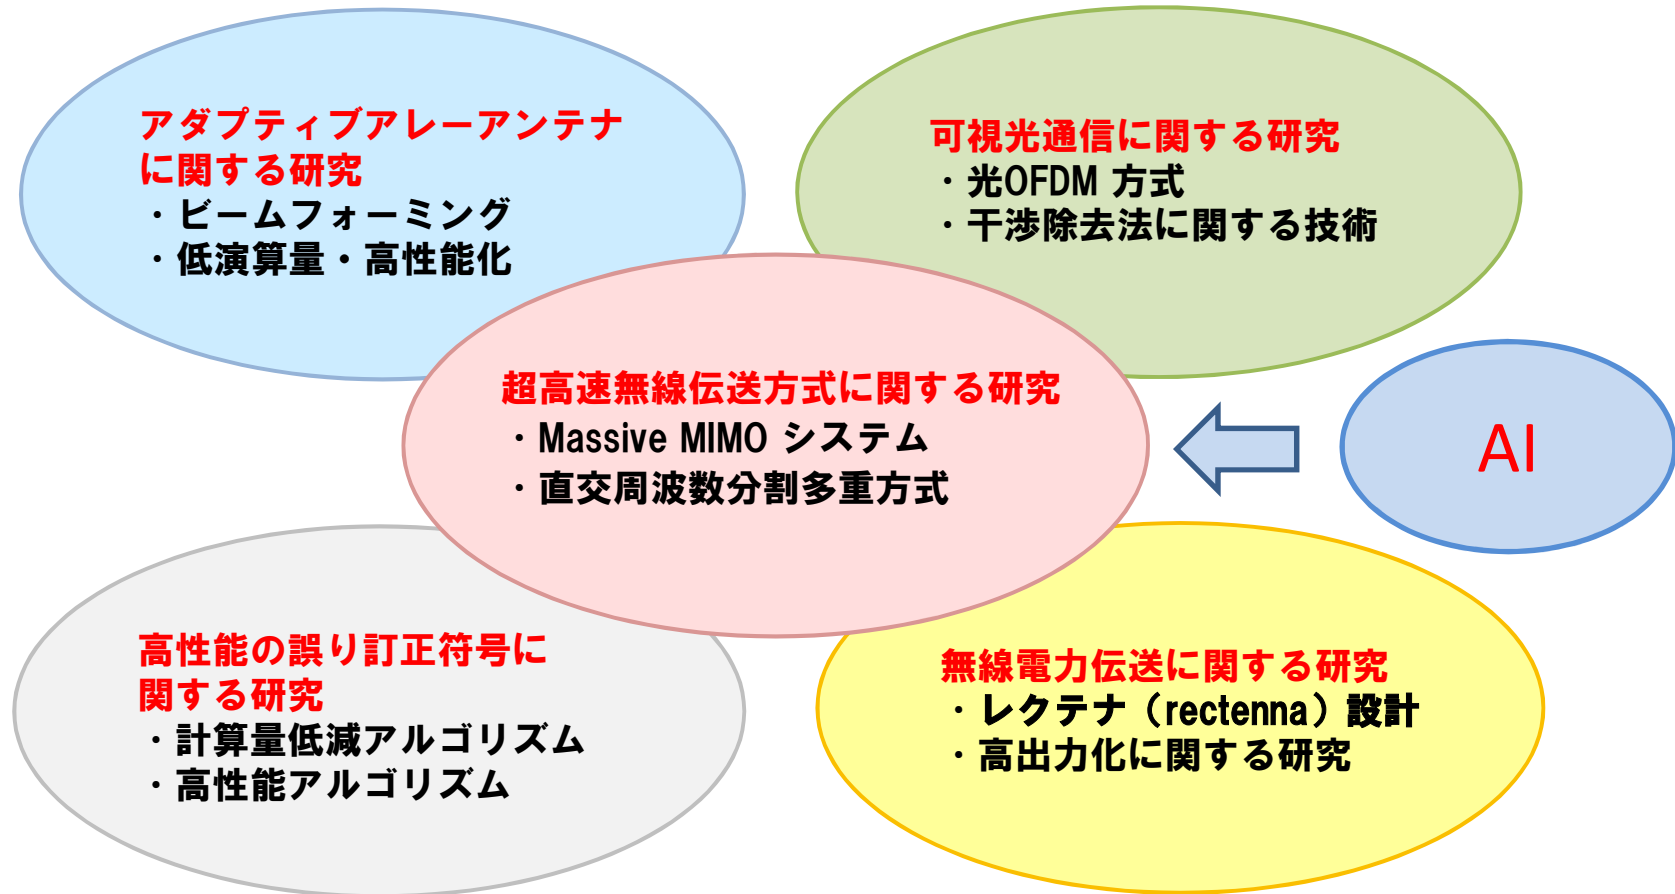 アダプティブアレーアンテナ
に関する研究
・ビームフォーミング
・低演算量・高性能化
可視光通信に関する研究
・光OFDM 方式
・干渉除去法に関する技術
超高速無線伝送方式に関する研究
・Massive MIMO システム
・直交周波数分割多重方式
AI
高性能の誤り訂正符号に
関する研究
・計算量低減アルゴリズム
・高性能アルゴリズム
無線電力伝送に関する研究
・レクテナ（rectenna）設計
・高出力化に関する研究